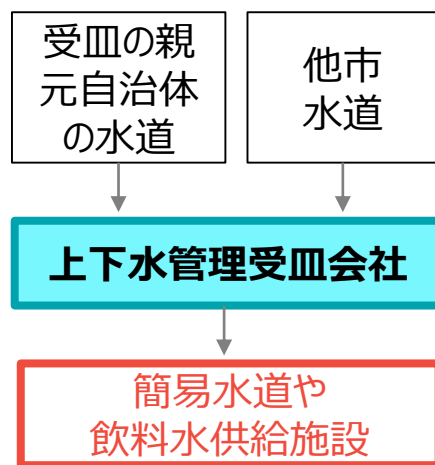 受皿の親
元自治体
の水道
他市
水道
上下水管理受皿会社
簡易水道や
飲料水供給施設